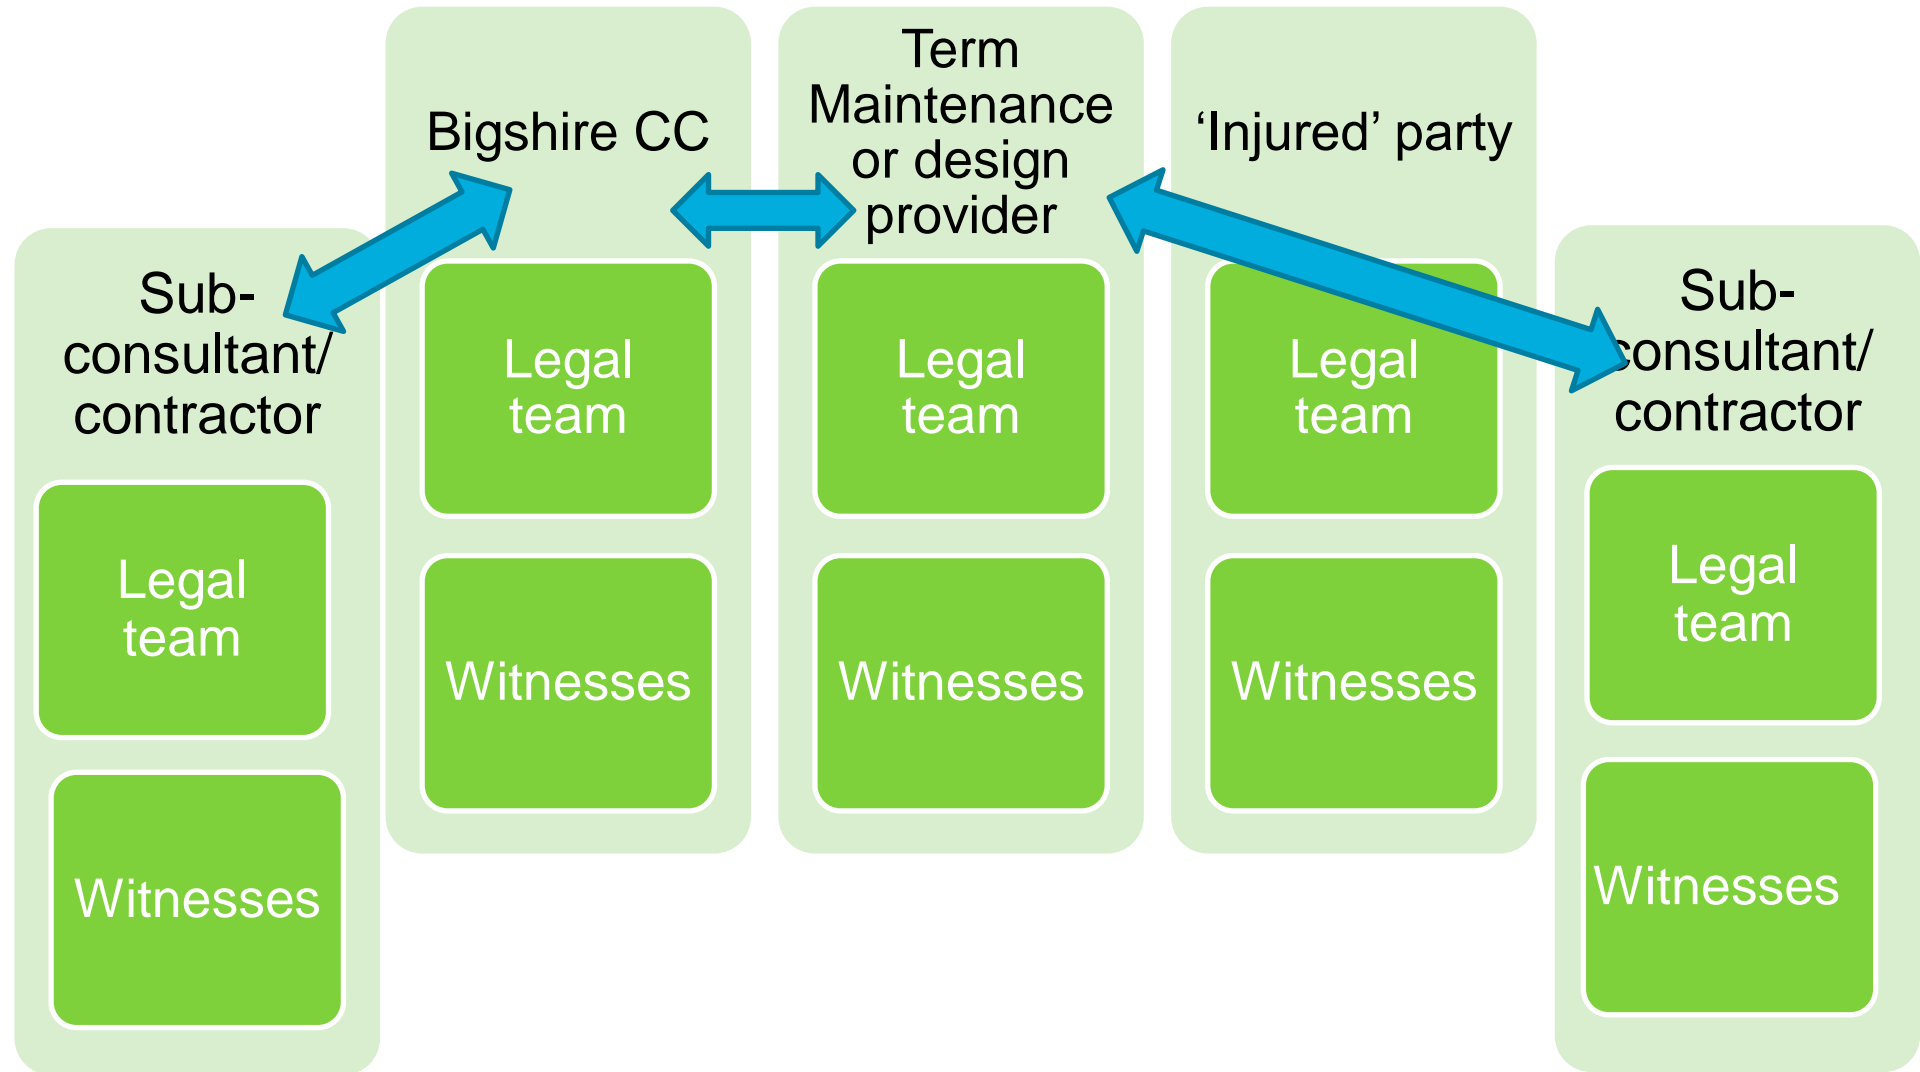 Sub-
consultant/
contractor
Legal
team
Witnesses
Bigshire CC
Legal
team
Witnesses
Term
Maintenance
or design
provider
Legal
team
Witnesses
‘Injured’ party
Legal
team
Witnesses
Sub-
consultant/
contractor
Legal
team
Witnesses